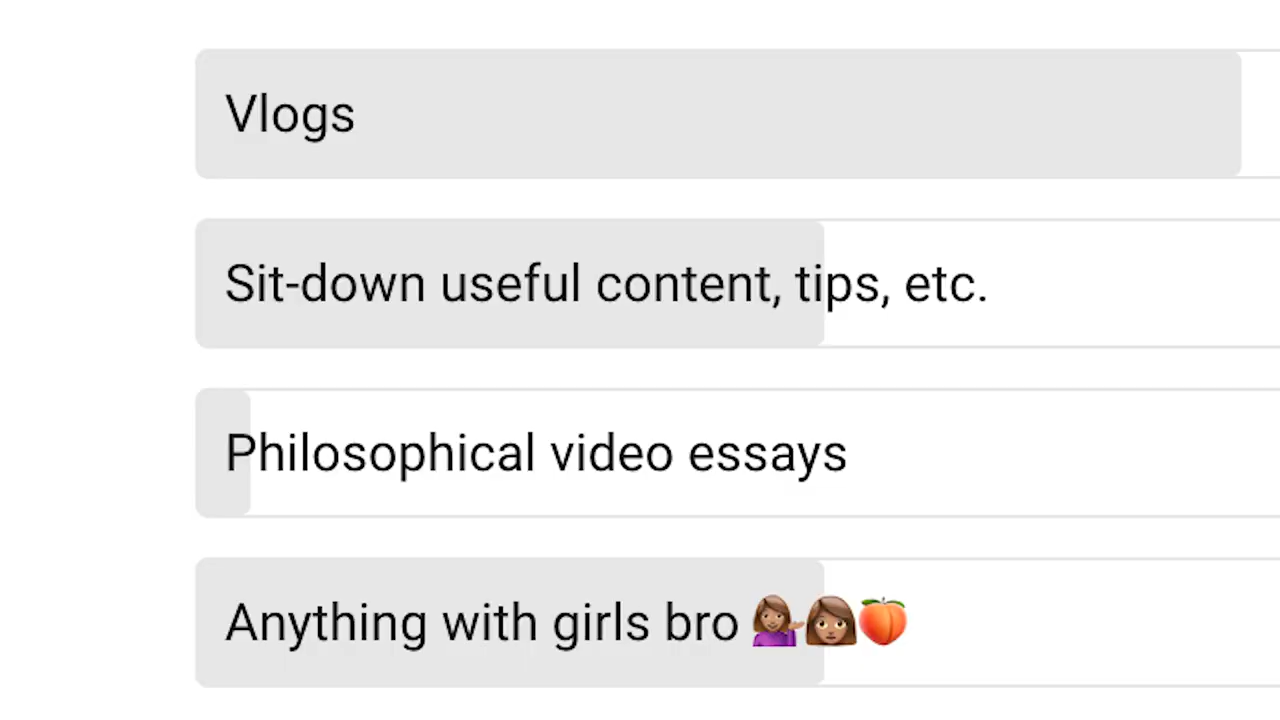 Vlogs
Sit-down useful content, tips, etc.
Philosophical video essays
Anything with girls bro 💁🏽‍♀️👩🏽🍑